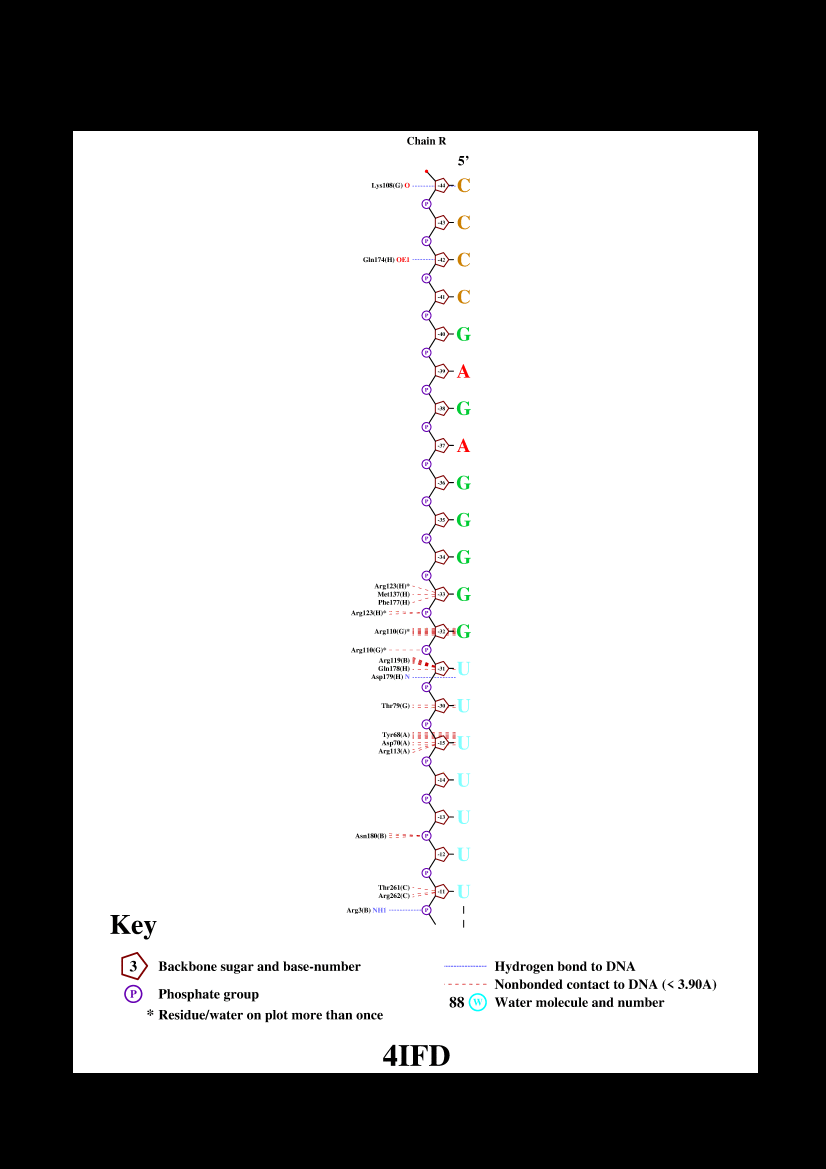 Chain R
5’
Lys108(G) O -44 C
P
-43 C
P
Gln174(H) OE1 -42 C
P
-41 C
P
-40 G
P
-39 A
P
-38 G
P
-37 A
P
-36 G
P
-35 G
P
-34 G
P
Arg123(H)*
Met137(H) -33 G
Phe177(H)
Arg123(H)* P
Arg110(G)* -32 G
Arg110(G)* P
Arg119(B)
Gln178(H) -31 U
Asp179(H) N
P
Thr79(G) -30 U
P
Tyr68(A)
Asp70(A) -15 U
Arg113(A)
P
-14 U
P
-13 U
Asn180(B) P
-12 U
P
Thr261(C) -11 U
Arg262(C)
Arg3(B) NH1 P
Key
3 Backbone sugar and base-number
P Phosphate group
* Residue/water on plot more than once
Hydrogen bond to DNA
Nonbonded contact to DNA (< 3.90A)
88 W Water molecule and number
4IFD